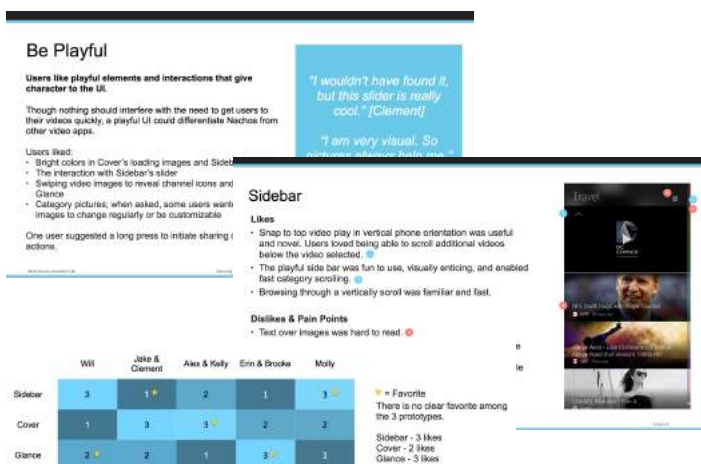 Be Playful
Users like playful elements and interactions that give
character to the UI.
Though nothing should interfere with the need to get users to
their videos quickly, a playful UI could differentiate Nachos from
other video apps.
Users liked:
• Bright colors in Cover's loading images and
• The interaction with Sidebar's slider
• Swiping video images to reveal channel icons and
Glance
• Category pictures; when asked, some users
images to change regularly or be customizable
One user suggested a long press to initiate sharing
actions.
"I wouldn't have found it,
but this slider is really
cool." [Clement]
"I am very visual. So
pictures always help me."
Sidebar
Likes
• Snap to top video play in vertical phone orientation was useful
and novel. Users loved being able to scroll additional videos
below the video selected.
• The playful side bar was fun to use, visually enticing, and enabled
fast category scrolling.
• Browsing through a vertically scroll was familiar and fast.
Dislikes & Pain Points
• Text over images was hard to read.
Travel
DC
COMICS
Will
Jake &
Clement
Alex & Kelly
Erin & Brooke
Molly
Sidebar
3
1
2
1
3
Cover
1
3
3
2
2
Glance
2
2
1
3
1
= Favorite
There is no clear favorite among
the 3 prototypes.
Sidebar - 3 likes
Cover - 2 likes
Glance - 3 likes